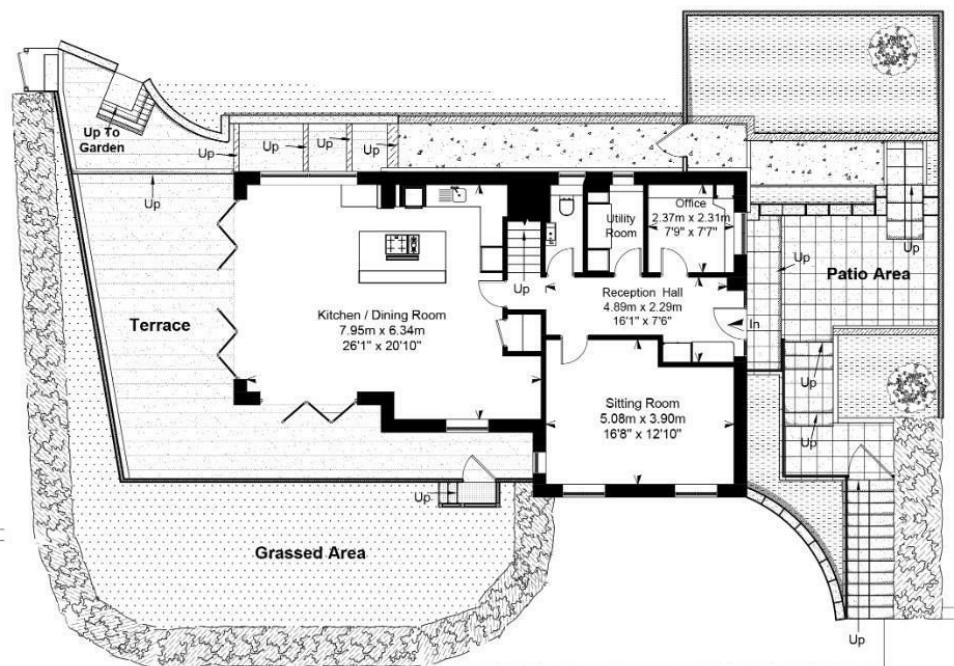 Up To
Garden
Up
Up
Up
Up
Up
Office
2.37m x 2.31m
7'9" x 7'7"
Utility
Room
Up
Up
Patio Area
Up
Reception Hall
4.89m x 2.29m
16'1" x 7'6"
Kitchen / Dining Room
7.95m x 6.34m
26'1" x 20'10"
Terrace
In
Up
Sitting Room
5.08m x 3.90m
16'8" x 12'10"
Up
Up
Grassed Area
Up